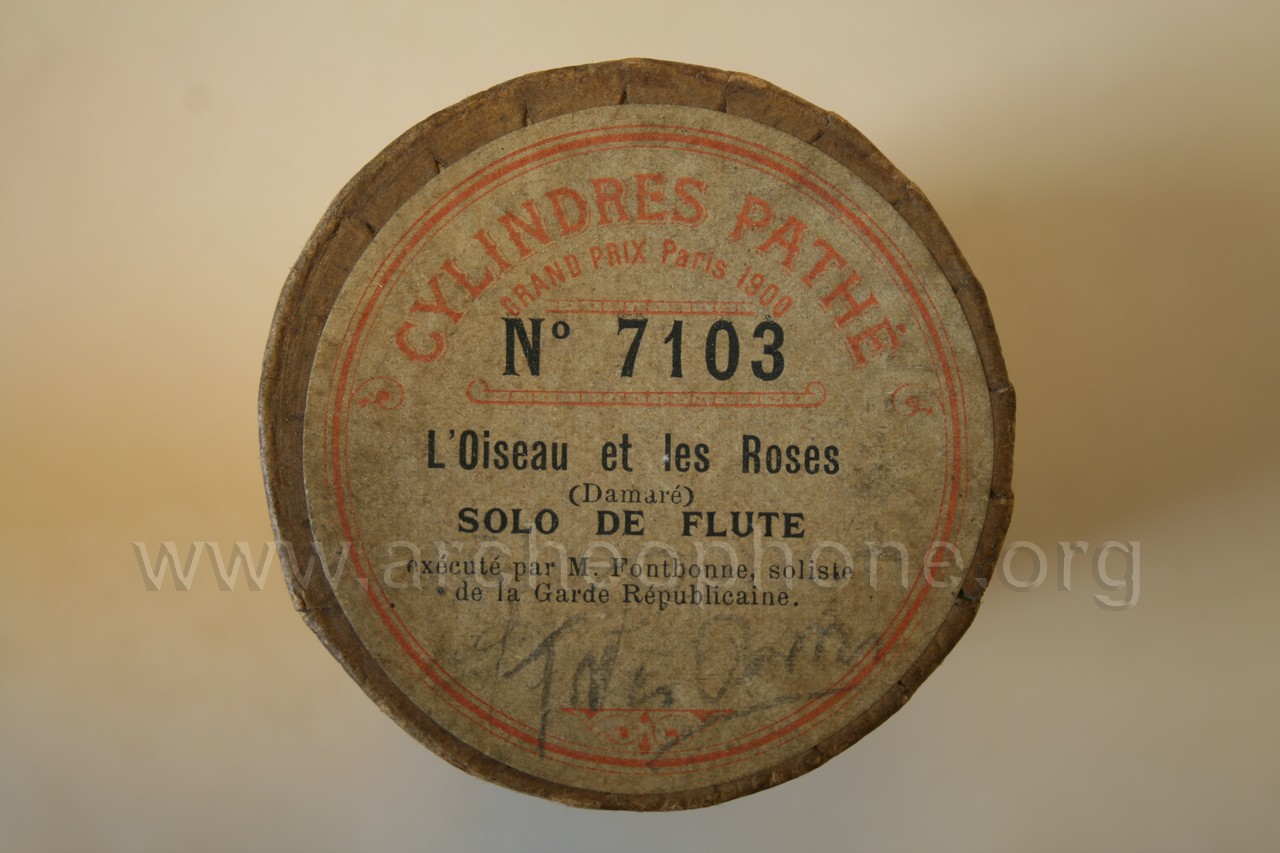 CYLINDRES PATHÉ
GRAND PRIX Paris 1900
Nº 7103
L'Oiseau et les Roses
(Damaré)
SOLO DE FLUTE
www.archeophone.org
exécuté par M. Fontbonne, soliste
de la Garde Républicaine.